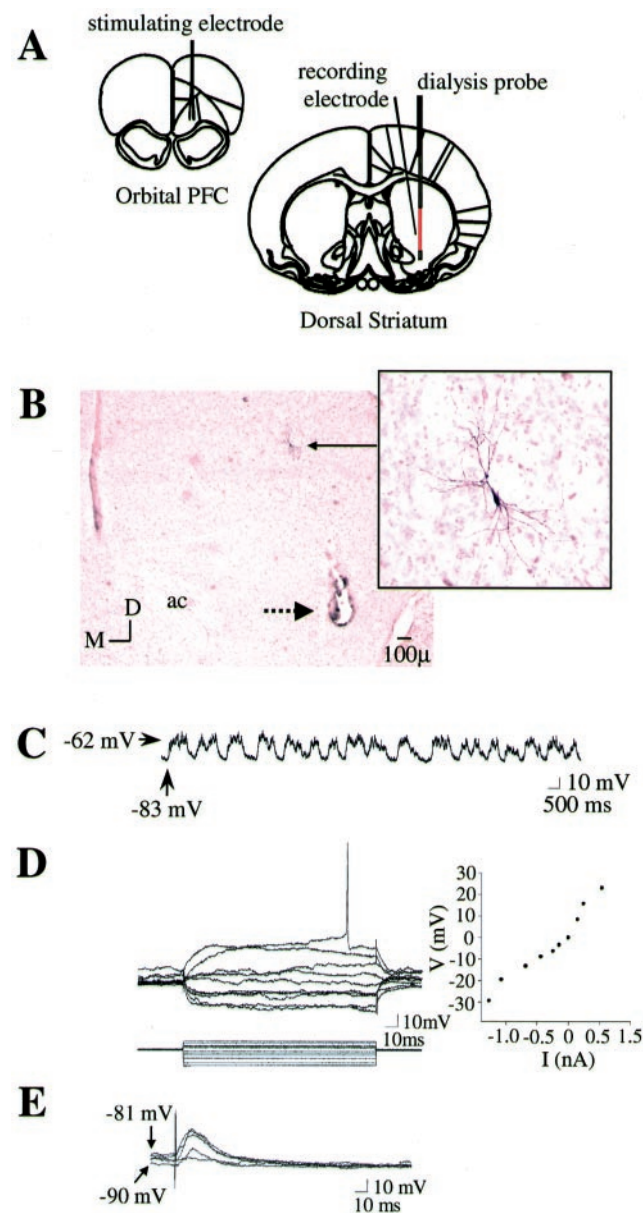 A
stimulating electrode
recording
electrode
dialysis probe
Orbital PFC
Dorsal Striatum
B
D
M
ac
100µ
C
-62 mV
-83 mV
10 mV
500 ms
D
10mV
10ms
V (mV)
30
20
10
0
-10
-20
-30
-1.0
-0.5
0
0.5
1.0
I (nA)
E
-81 mV
-90 mV
10 mV
10 ms